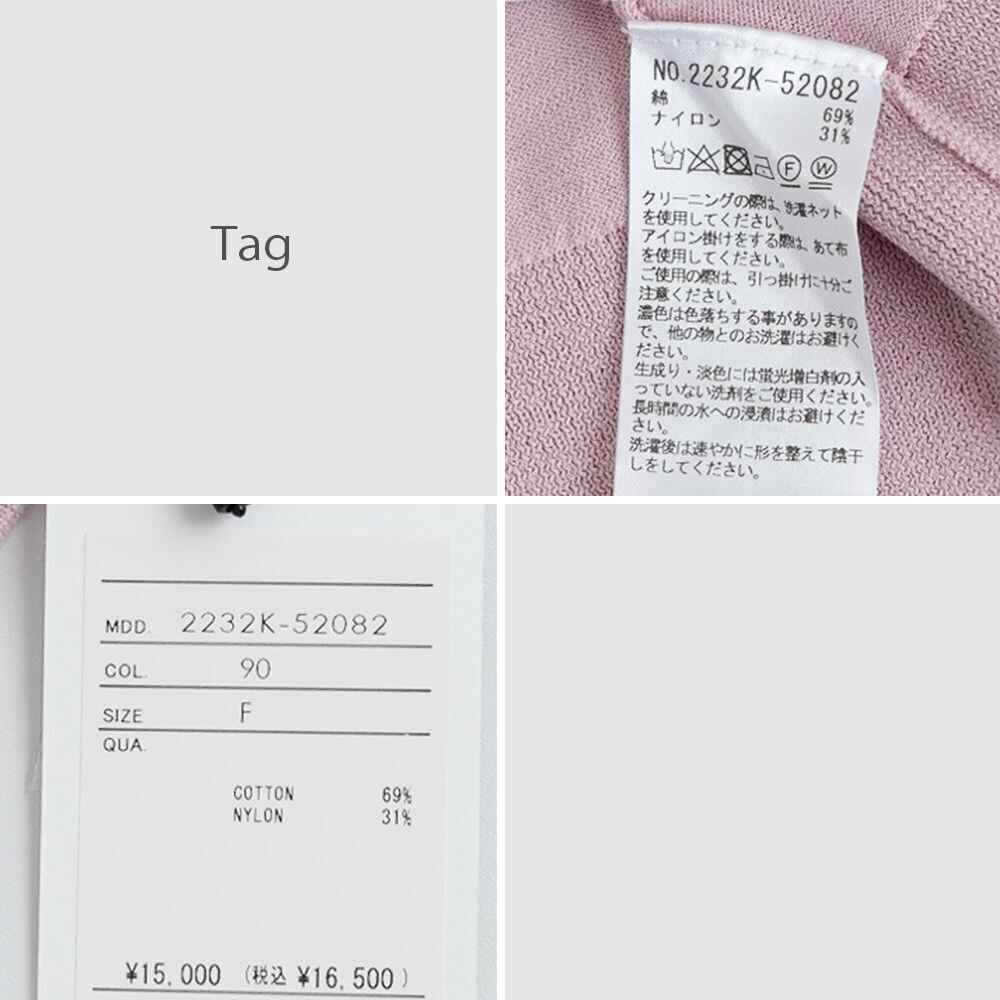 Tag
NO.2232K-52082
綿 69%
ナイロン 31%
F W
クリーニングの際は、洗濯ネット
を使用してください。
アイロン掛けをする際は、あて布
を使用してください。
ご使用の際は、引っ掛けに十分ご
注意ください。
濃色は色落ちする事がありますの
で、他の物とのお洗濯はお避けく
ださい。
生成り・淡色には蛍光増白剤の入
っていない洗剤をご使用ください。
長時間の水への浸漬はお避けくだ
さい。
洗濯後は速やかに形を整えて陰干
しをしてください。
MDD. 2232K-52082
COL. 90
SIZE F
QUA.
COTTON 69%
NYLON 31%
¥15,000 (税込 ¥16,500)